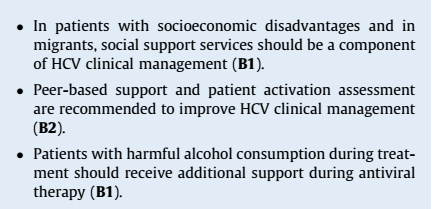 • In patients with socioeconomic disadvantages and in
migrants, social support services should be a component
of HCV clinical management (B1).
• Peer-based support and patient activation assessment
are recommended to improve HCV clinical management
(B2).
• Patients with harmful alcohol consumption during treat-
ment should receive additional support during antiviral
therapy (B1).